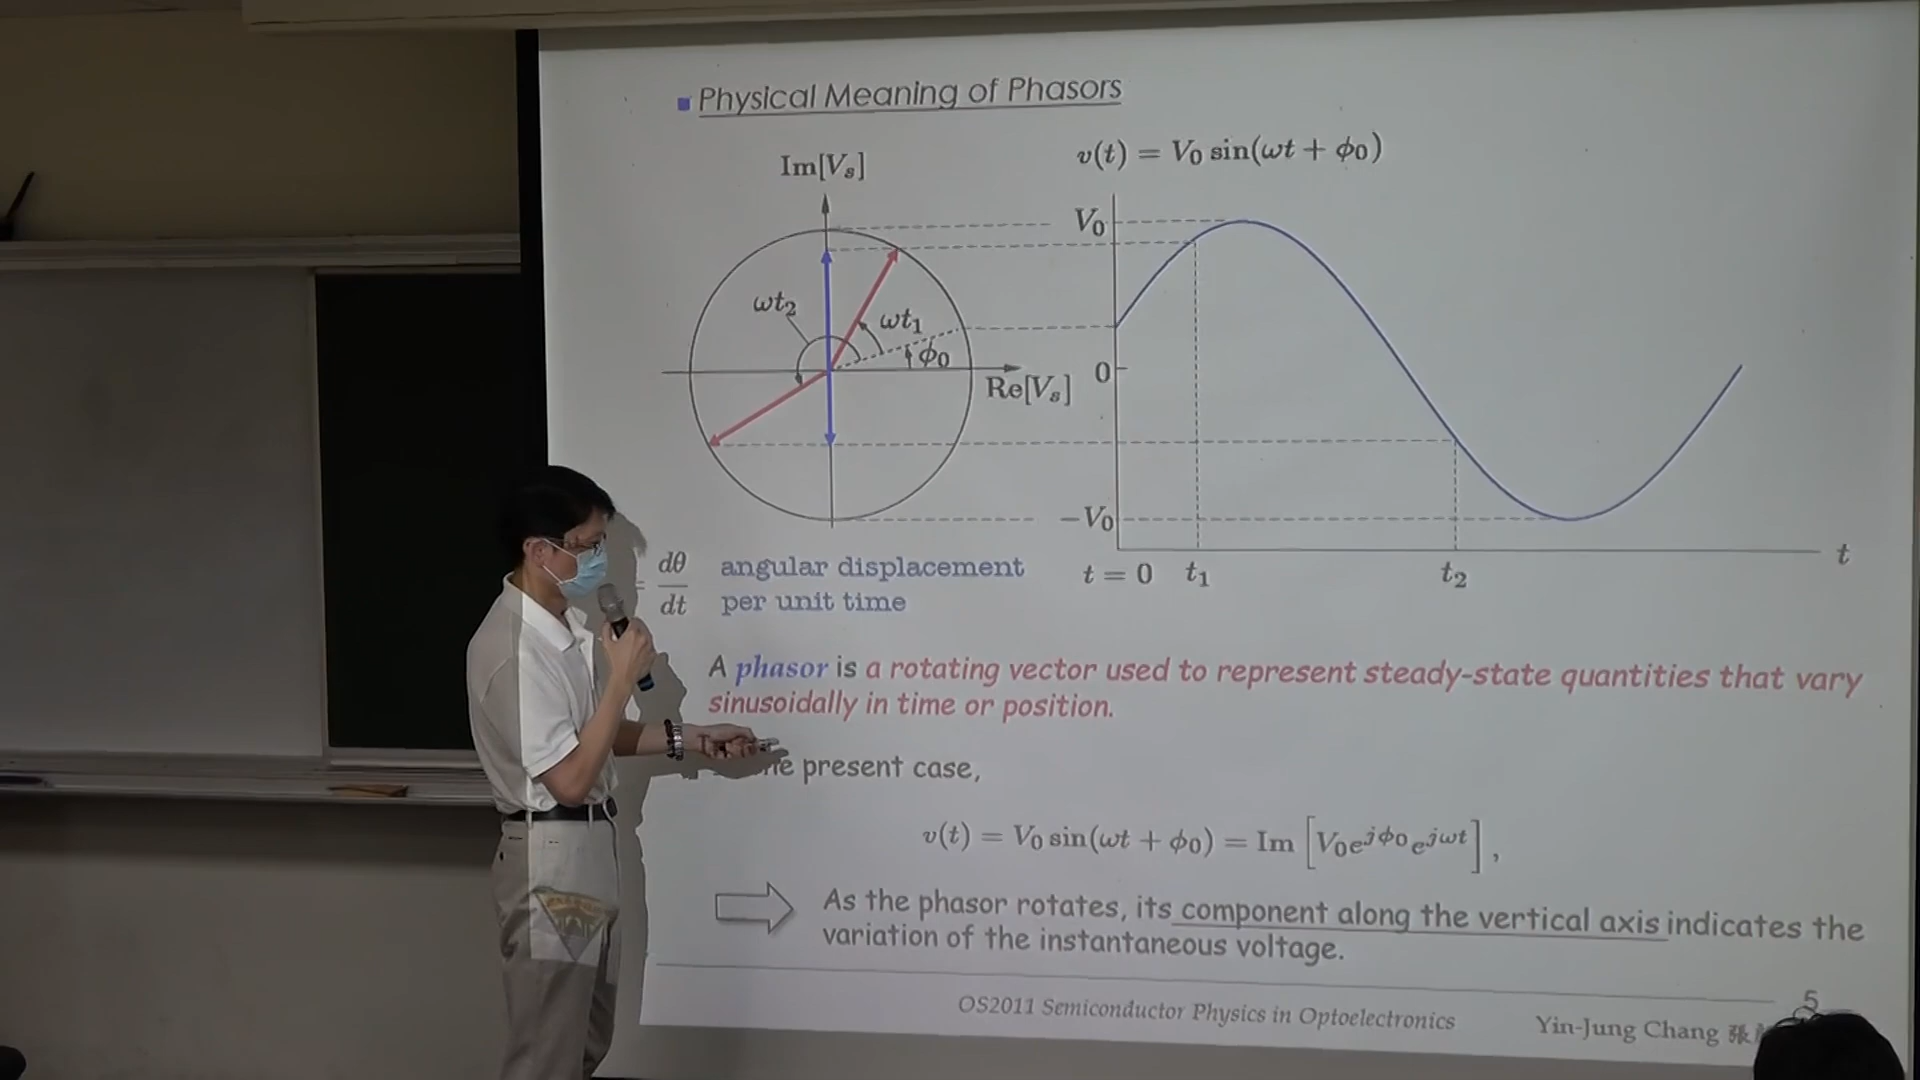 Physical Meaning of Phasors
Im[Vₛ]
v(t) = V₀ sin(ωt + ϕ₀)
V₀
ωt₂
ωt₁
ϕ₀
Re[Vₛ]
0
−V₀
t = 0 t₁ t₂ t
= dθ/dt angular displacement
per unit time
A phasor is a rotating vector used to represent steady-state quantities that vary
sinusoidally in time or position.
present case,
v(t) = V₀ sin(ωt + ϕ₀) = Im [V₀e^{jϕ₀}e^{jωt}] ,
As the phasor rotates, its component along the vertical axis indicates the
variation of the instantaneous voltage.
5
OS2011 Semiconductor Physics in Optoelectronics Yin-Jung Chang 張